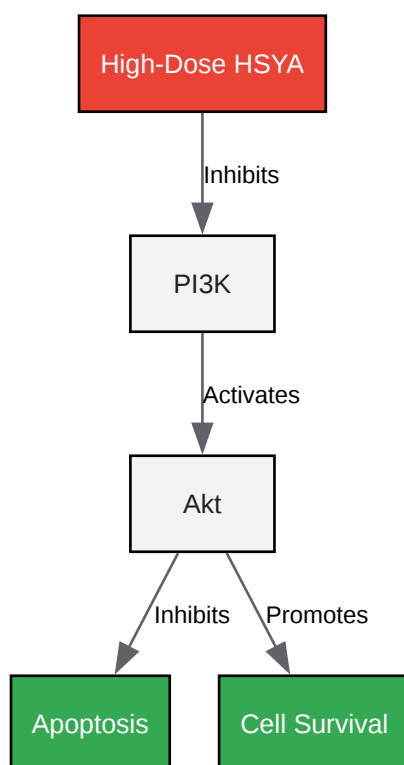 High-Dose HSYA
Inhibits
PI3K
Activates
Akt
Inhibits
Promotes
Apoptosis
Cell Survival